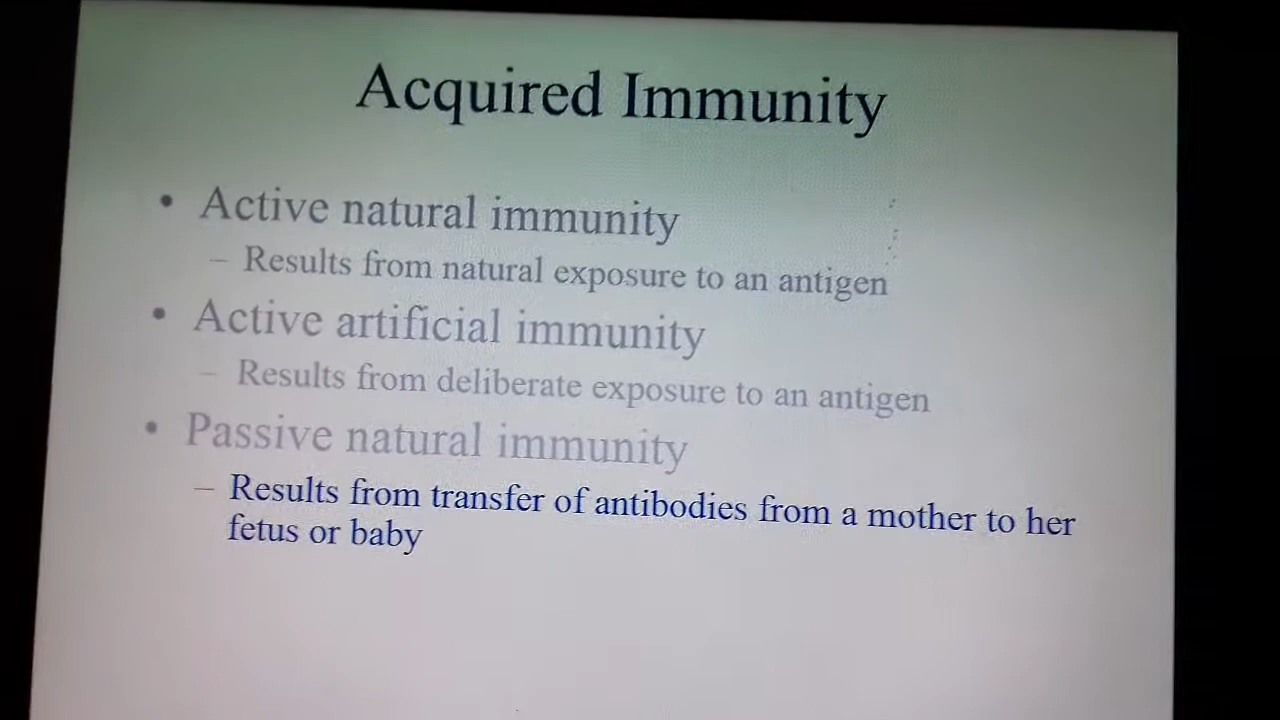 Acquired Immunity
• Active natural immunity
– Results from natural exposure to an antigen
• Active artificial immunity
– Results from deliberate exposure to an antigen
• Passive natural immunity
– Results from transfer of antibodies from a mother to her
fetus or baby